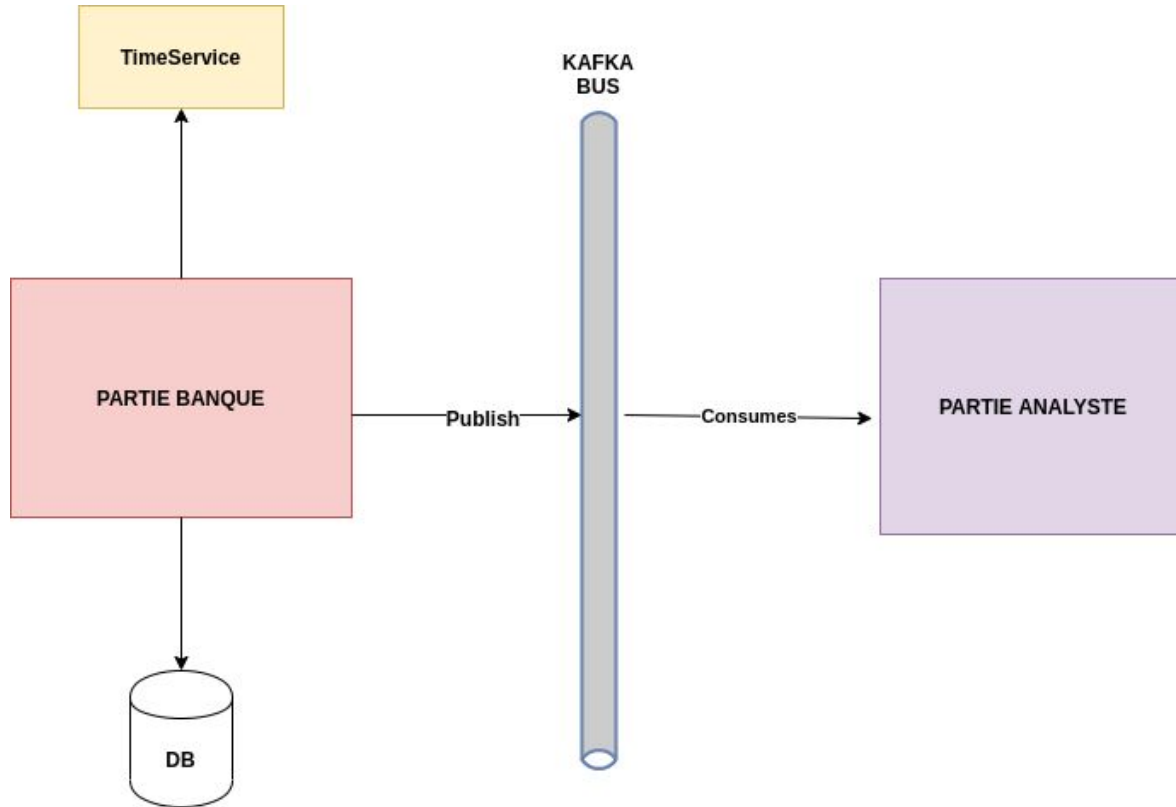 TimeService
KAFKA
BUS
PARTIE BANQUE
Publish
Consumes
PARTIE ANALYSTE
DB